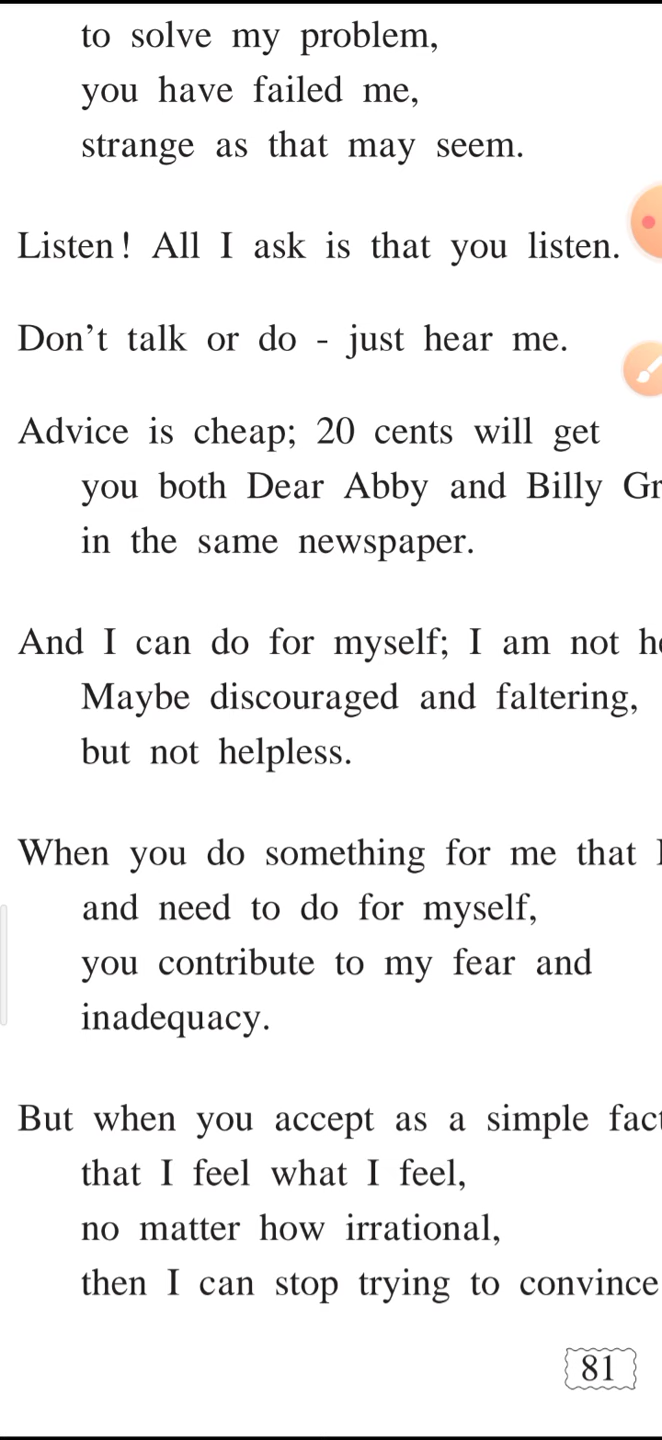 to solve my problem,
you have failed me,
strange as that may seem.
Listen! All I ask is that you listen.
Don't talk or do - just hear me.
Advice is cheap; 20 cents will get
you both Dear Abby and Billy
in the same newspaper.
And I can do for myself; I am not
Maybe discouraged and faltering,
but not helpless.
When you do something for me that I
and need to do for myself,
you contribute to my fear and
inadequacy.
But when you accept as a simple
that I feel what I feel,
no matter how irrational,
then I can stop trying to convince
81